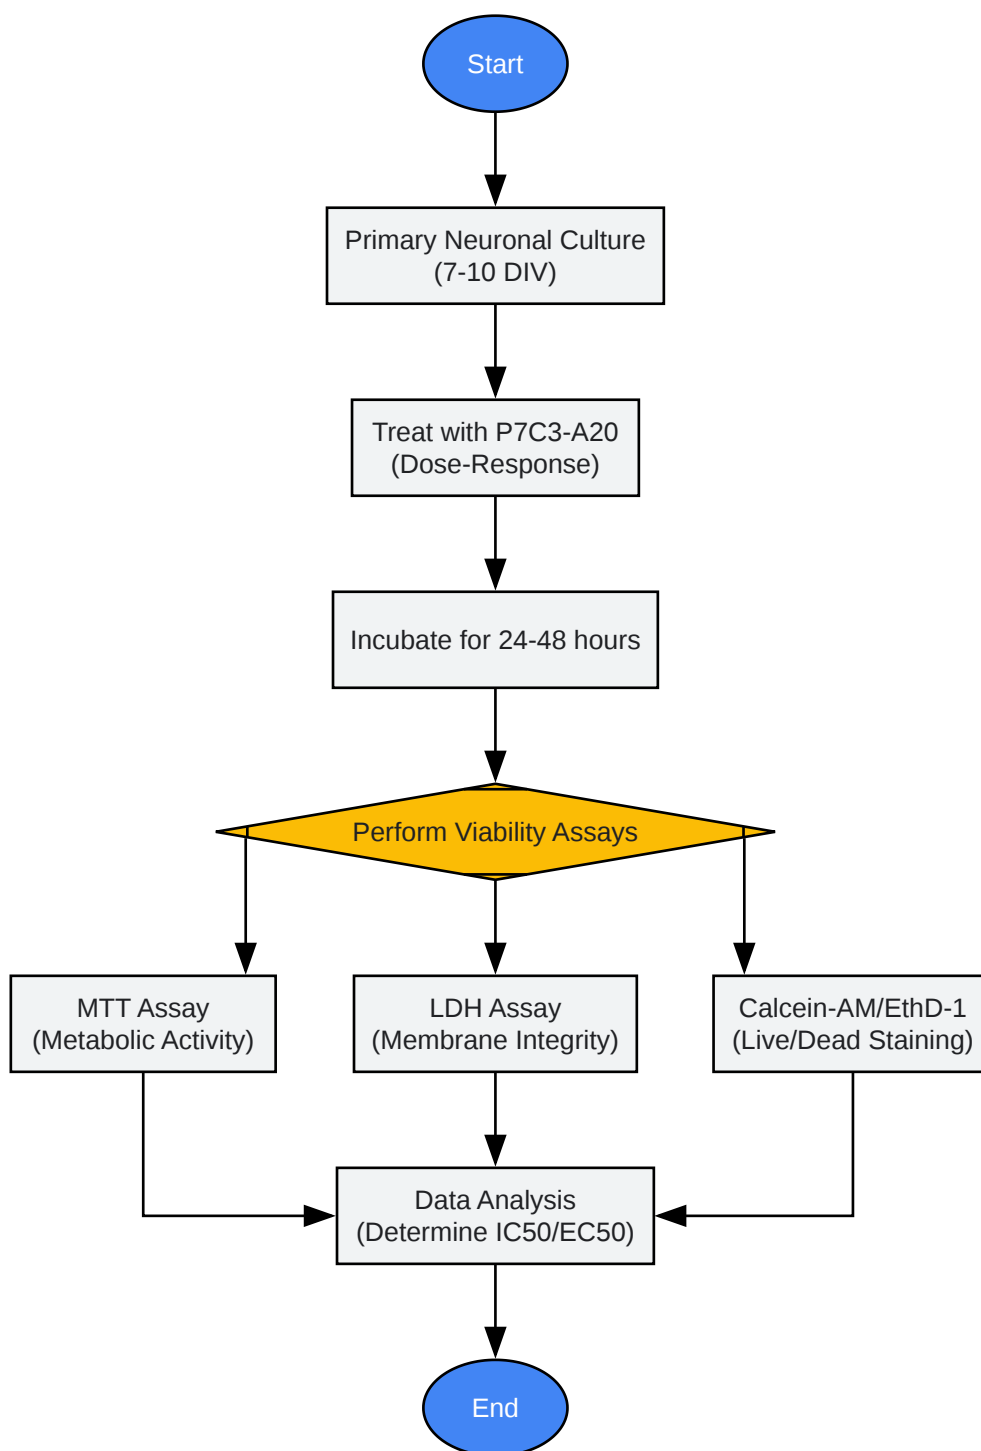 Start
Primary Neuronal Culture
(7-10 DIV)
Treat with P7C3-A20
(Dose-Response)
Incubate for 24-48 hours
Perform Viability Assays
MTT Assay
(Metabolic Activity)
LDH Assay
(Membrane Integrity)
Calcein-AM/EthD-1
(Live/Dead Staining)
Data Analysis
(Determine IC50/EC50)
End